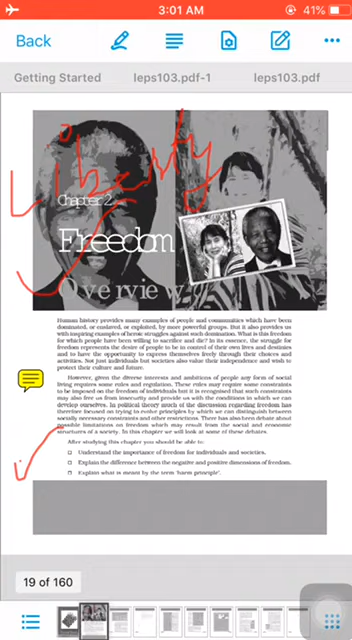 3:01 AM
41%
Back
Getting Started
leps103.pdf-1
leps103.pdf
Liberty
Chapter 2
Freedom
Overview
Human history provides many examples of people and communities which have been
dominated, or enslaved, or exploited, by more powerful groups. But it also provides us
with inspiring examples of heroic struggles against such domination. What is this freedom
for which people have been willing to sacrifice and die? In its essence, the struggle for
freedom represents the desire of people to be in control of their own lives and destinies
and to have the opportunity to express themselves freely through their choices and
activities. Not just individuals but societies also value their independence and wish to
protect their culture and future.
However, given the diverse interests and ambitions of people any form of social
living requires some rules and regulation. These rules may require some constraints
to be imposed on the freedom of individuals but it is recognised that such constraints
may also free us from insecurity and provide us with the conditions in which we can
develop ourselves. In political theory much of the discussion regarding freedom has
therefore focused on trying to evolve principles by which we can distinguish between
socially necessary constraints and other restrictions. There has also been debate about
possible limitations on freedom which may result from the social and economic
structures of a society. In this chapter we will look at some of these debates.
After studying this chapter you should be able to:
Understand the importance of freedom for individuals and societies.
Explain the difference between the negative and positive dimensions of freedom.
Explain what is meant by the term 'harm principle'.
19 of 160